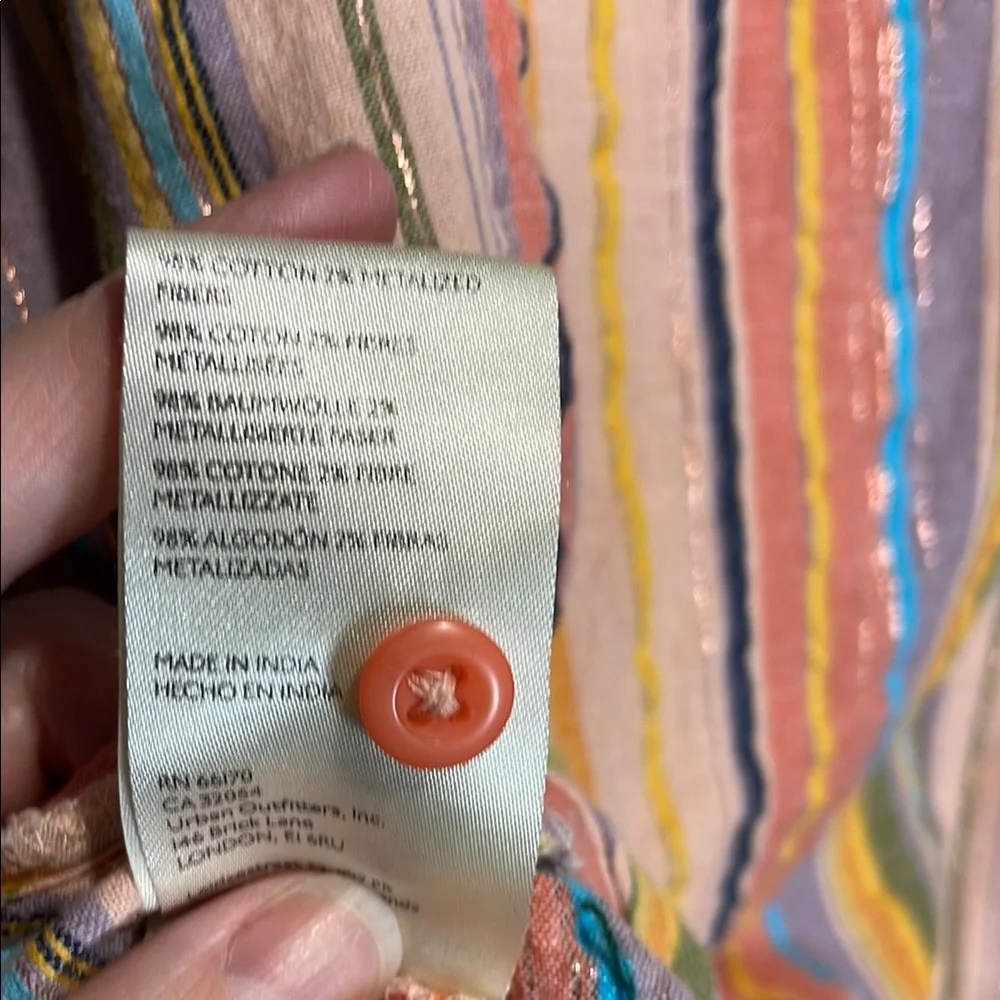 98% COTTON 2% METALIZED
FIBERS
98% COTON 2% FIBRES
MÉTALLISÉES
98% BAUMWOLLE 2%
METALLISIERTE FASER
98% COTONE 2% FIBRE
METALLIZZATE
98% ALGODÓN 2% FIBRAS
METALIZADAS
MADE IN INDIA
HECHO EN INDIA
RN 66170
CA 32054
Urban Outfitters, Inc.
146 Brick Lane
LONDON, E1 6RU